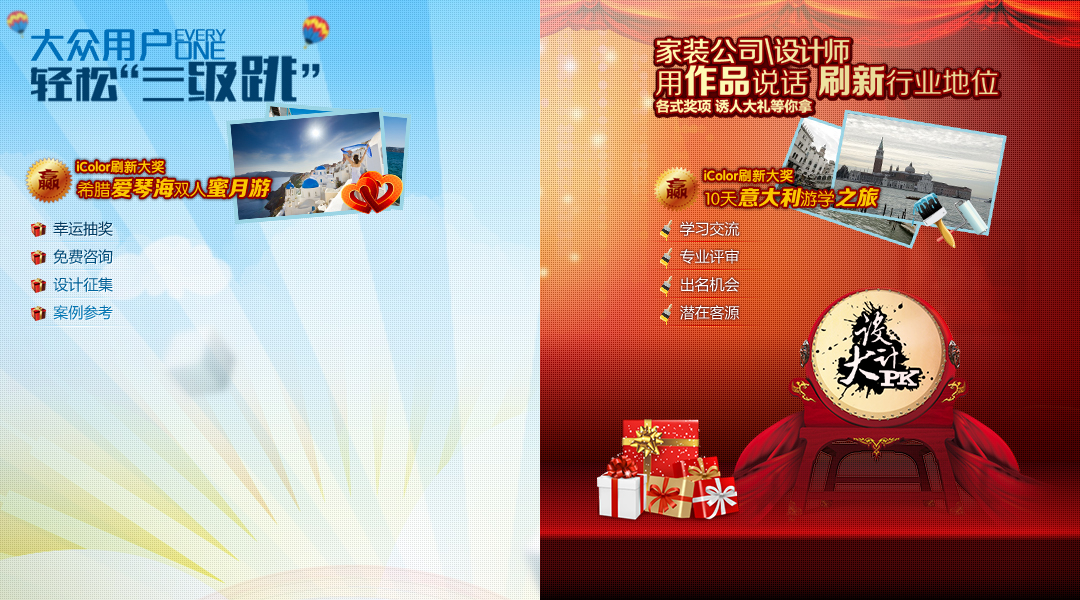 大众用户EVERY ONE
轻松“三级跳”
赢
iColor刷新大奖
希腊爱琴海双人蜜月游
幸运抽奖
免费咨询
设计征集
案例参考
家装公司\设计师
用作品说话 刷新行业地位
各式奖项 诱人大礼等你拿
赢
iColor刷新大奖
10天意大利游学之旅
学习交流
专业评审
出名机会
潜在客源
设计
大PK